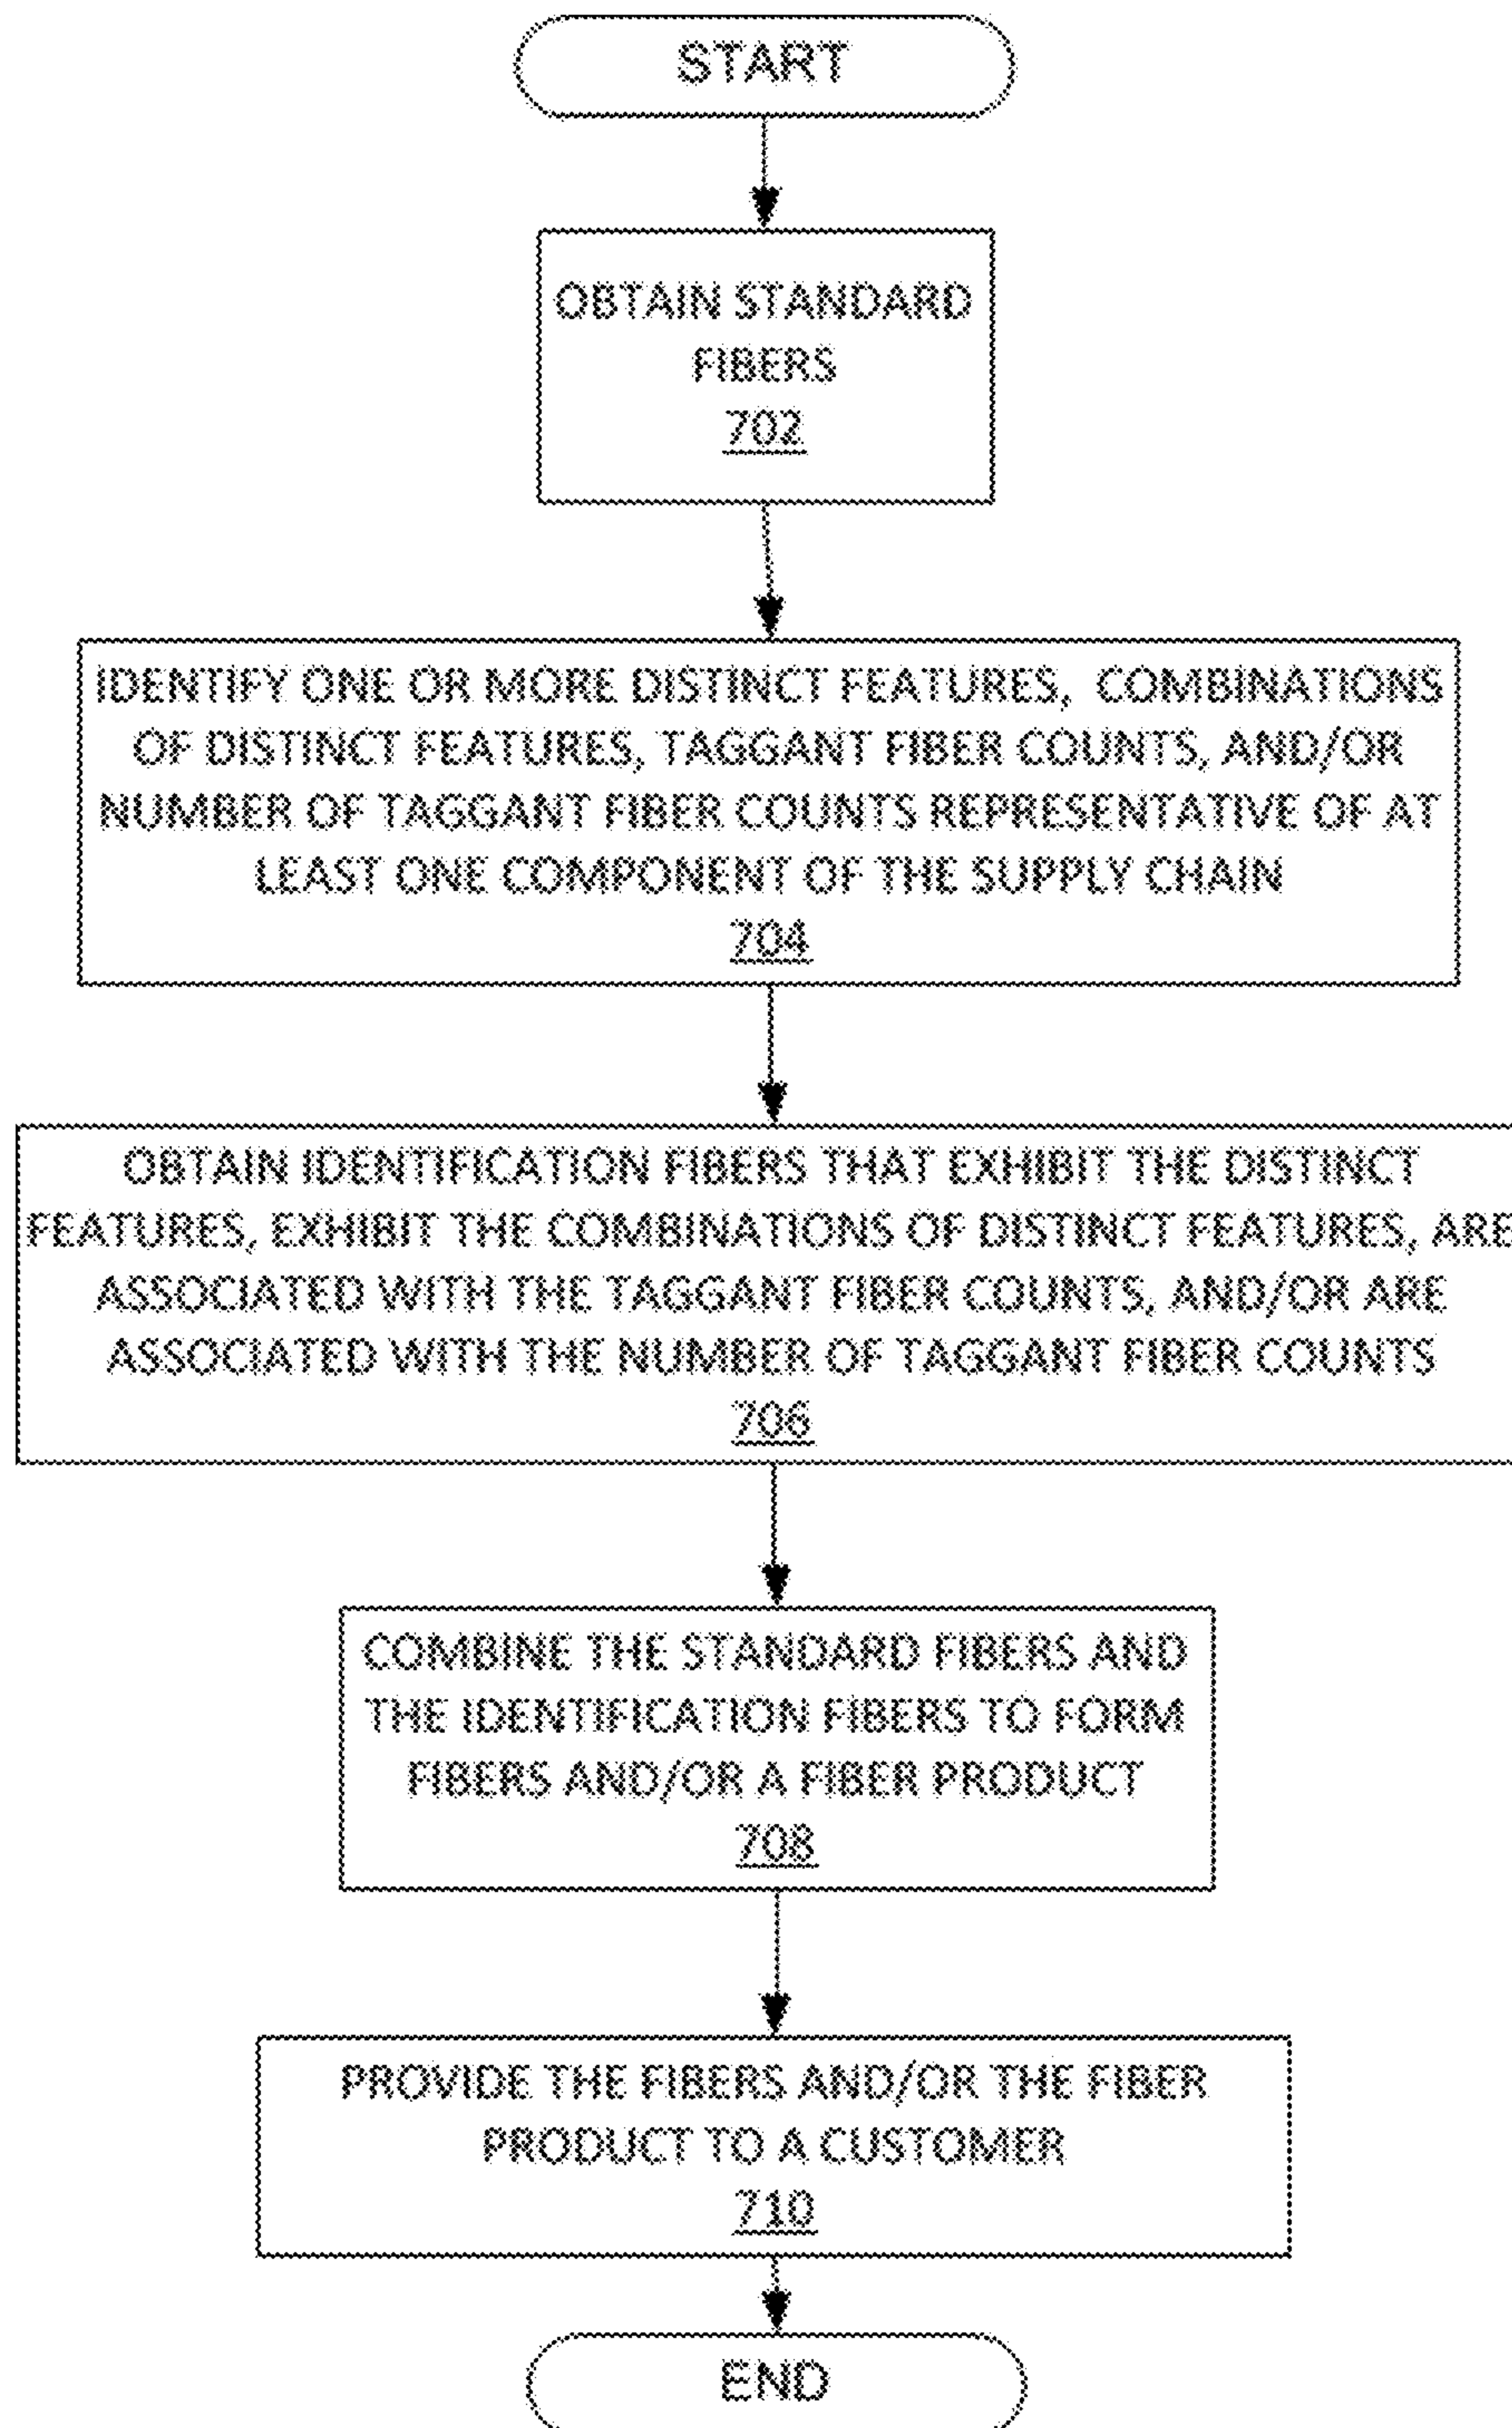 START
OBTAIN STANDARD
FIBERS
702
IDENTIFY ONE OR MORE DISTINCT FEATURES, COMBINATIONS
OF DISTINCT FEATURES, TAGGANT FIBER COUNTS, AND/OR
NUMBER OF TAGGANT FIBER COUNTS REPRESENTATIVE OF AT
LEAST ONE COMPONENT OF THE SUPPLY CHAIN
704
OBTAIN IDENTIFICATION FIBERS THAT EXHIBIT THE DISTINCT
FEATURES, EXHIBIT THE COMBINATIONS OF DISTINCT FEATURES, ARE
ASSOCIATED WITH THE TAGGANT FIBER COUNTS, AND/OR ARE
ASSOCIATED WITH THE NUMBER OF TAGGANT FIBER COUNTS
706
COMBINE THE STANDARD FIBERS AND
THE IDENTIFICATION FIBERS TO FORM
FIBERS AND/OR A FIBER PRODUCT
708
PROVIDE THE FIBERS AND/OR THE FIBER
PRODUCT TO A CUSTOMER
710
END